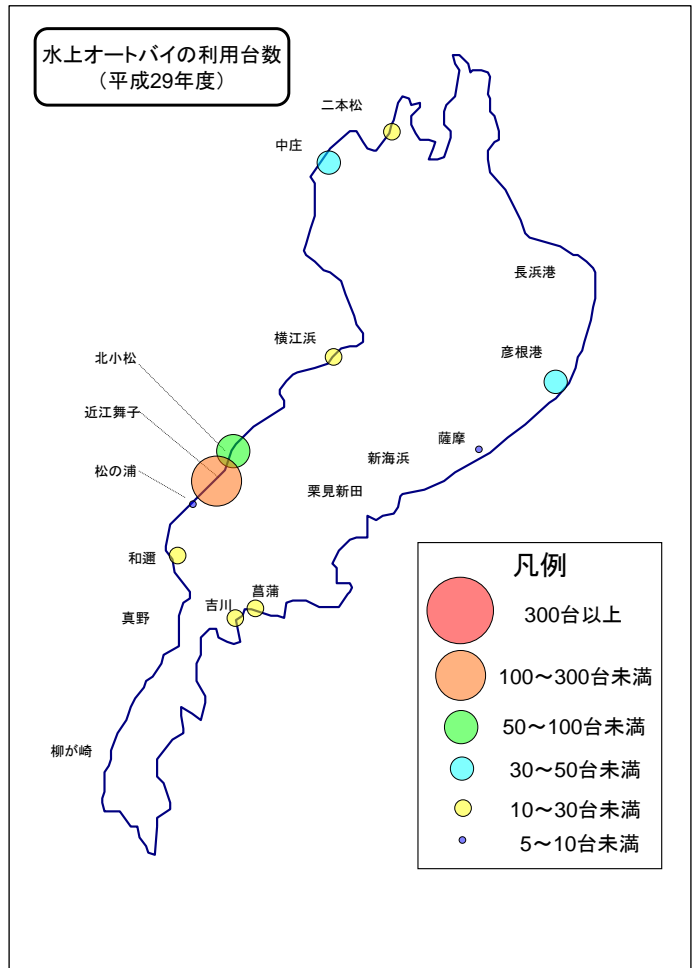 水上オートバイの利用台数
（平成29年度）
二本松
中庄
長浜港
横江浜
彦根港
北小松
近江舞子
薩摩
新海浜
松の浦
栗見新田
和邇
菖蒲
吉川
真野
柳が崎
凡例
300台以上
100～300台未満
50～100台未満
30～50台未満
10～30台未満
5～10台未満